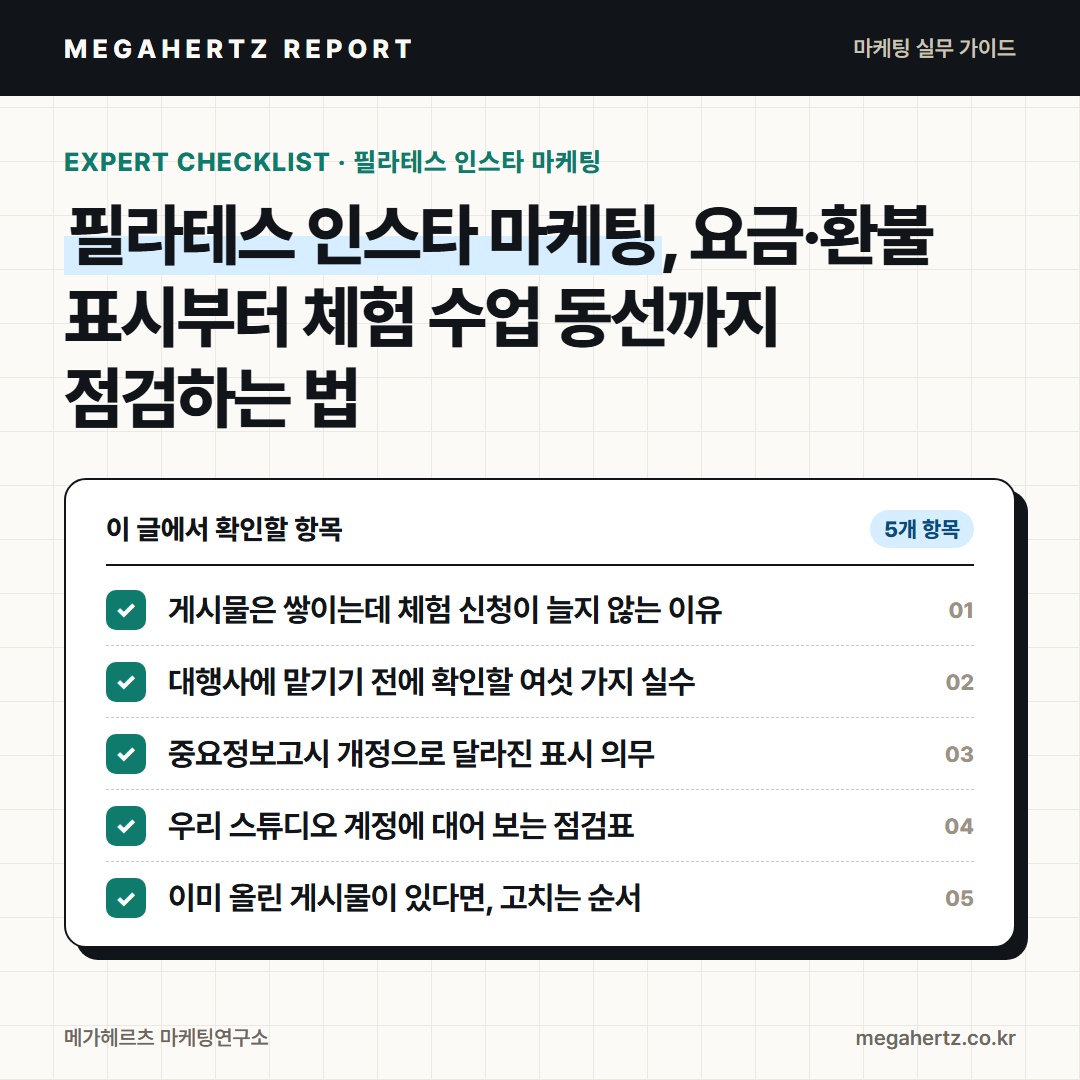 MEGAHERTZ REPORT
마케팅 실무 가이드
EXPERT CHECKLIST · 필라테스 인스타 마케팅
필라테스 인스타 마케팅, 요금·환불
표시부터 체험 수업 동선까지
점검하는 법
이 글에서 확인할 항목
5개 항목
게시물은 쌓이는데 체험 신청이 늘지 않는 이유 01
대행사에 맡기기 전에 확인할 여섯 가지 실수 02
중요정보고시 개정으로 달라진 표시 의무 03
우리 스튜디오 계정에 대어 보는 점검표 04
이미 올린 게시물이 있다면, 고치는 순서 05
메가헤르츠 마케팅연구소
megahertz.co.kr